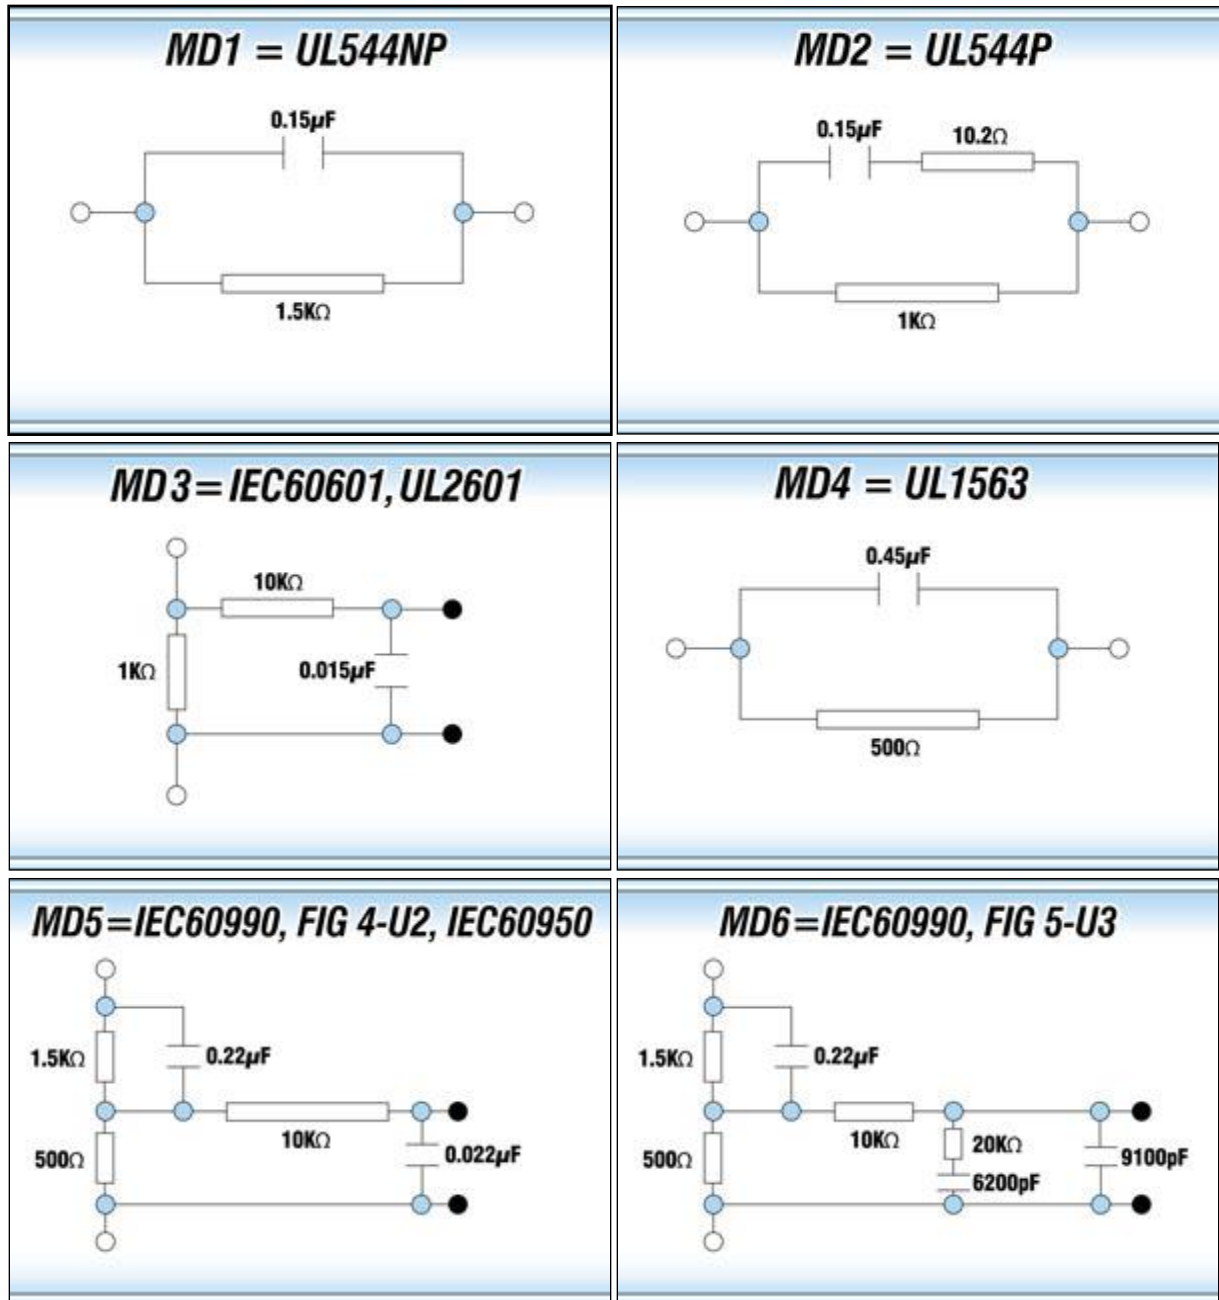 MD1 = UL544NP
0.15µF
1.5KΩ
MD2 = UL544P
0.15µF
10.2Ω
1KΩ
MD3=IEC60601, UL2601
10KΩ
1KΩ
0.015µF
MD4 = UL1563
0.45µF
500Ω
MD5=IEC60990, FIG 4-U2, IEC60950
1.5KΩ
0.22µF
10KΩ
500Ω
0.022µF
MD6=IEC60990, FIG 5-U3
1.5KΩ
0.22µF
10KΩ
500Ω
20KΩ
6200pF
9100pF